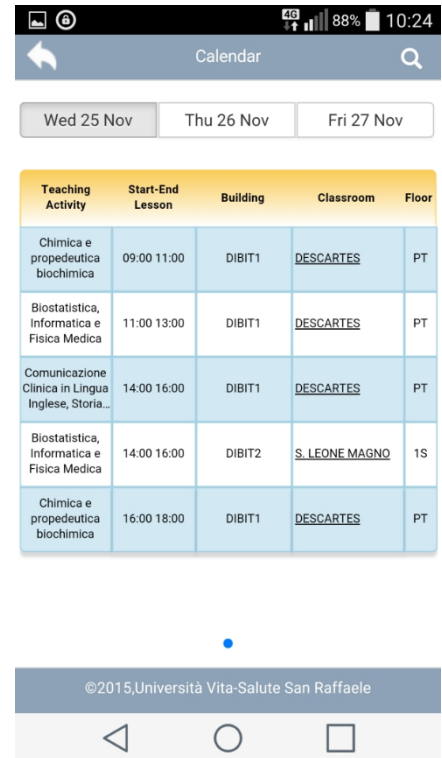 4G 88% 10:24
Calendar
Wed 25 Nov Thu 26 Nov Fri 27 Nov
Teaching Start-End Building Classroom Floor
Activity Lesson
Chimica e
propedeutica 09:00 11:00 DIBIT1 DESCARTES PT
biochimica
Biostatistica,
Informatica e 11:00 13:00 DIBIT1 DESCARTES PT
Fisica Medica
Comunicazione
Clinica in Lingua 14:00 16:00 DIBIT1 DESCARTES PT
Inglese, Storia...
Biostatistica,
Informatica e 14:00 16:00 DIBIT2 S. LEONE MAGNO 1S
Fisica Medica
Chimica e
propedeutica 16:00 18:00 DIBIT1 DESCARTES PT
biochimica
©2015,Università Vita-Salute San Raffaele